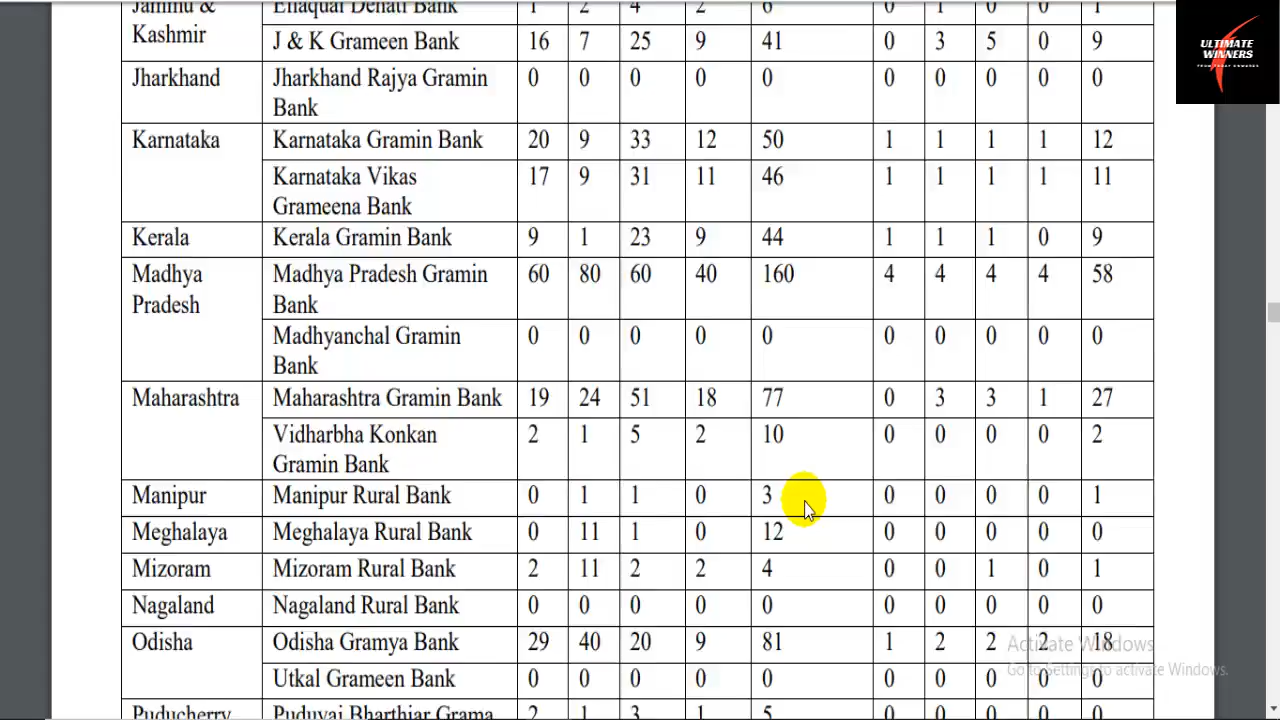 Jammu & Ellaquai Dehati Bank 1 2 4 2 6 0 1 0 0 1
Kashmir J & K Grameen Bank 16 7 25 9 41 0 3 5 0 9
Jharkhand Jharkhand Rajya Gramin 0 0 0 0 0 0 0 0 0 0
Bank
Karnataka Karnataka Gramin Bank 20 9 33 12 50 1 1 1 1 12
Karnataka Vikas 17 9 31 11 46 1 1 1 1 11
Grameena Bank
Kerala Kerala Gramin Bank 9 1 23 9 44 1 1 1 0 9
Madhya Madhya Pradesh Gramin 60 80 60 40 160 4 4 4 4 58
Pradesh Bank
Madhyanchal Gramin 0 0 0 0 0 0 0 0 0 0
Bank
Maharashtra Maharashtra Gramin Bank 19 24 51 18 77 0 3 3 1 27
Vidharbha Konkan 2 1 5 2 10 0 0 0 0 2
Gramin Bank
Manipur Manipur Rural Bank 0 1 1 0 3 0 0 0 0 1
Meghalaya Meghalaya Rural Bank 0 11 1 0 12 0 0 0 0 0
Mizoram Mizoram Rural Bank 2 11 2 2 4 0 0 1 0 1
Nagaland Nagaland Rural Bank 0 0 0 0 0 0 0 0 0 0
Odisha Odisha Gramya Bank 29 40 20 9 81 1 2 2 2 18
Utkal Grameen Bank 0 0 0 0 0 0 0 0 0 0
Puducherry Puduvai Bharthiar Grama 2 1 3 1 5 0 0 0 0 0
ULTIMATE
WINNERS
FROM TODAY ONWARDS
Activate Windows
Go to Settings to activate Windows.